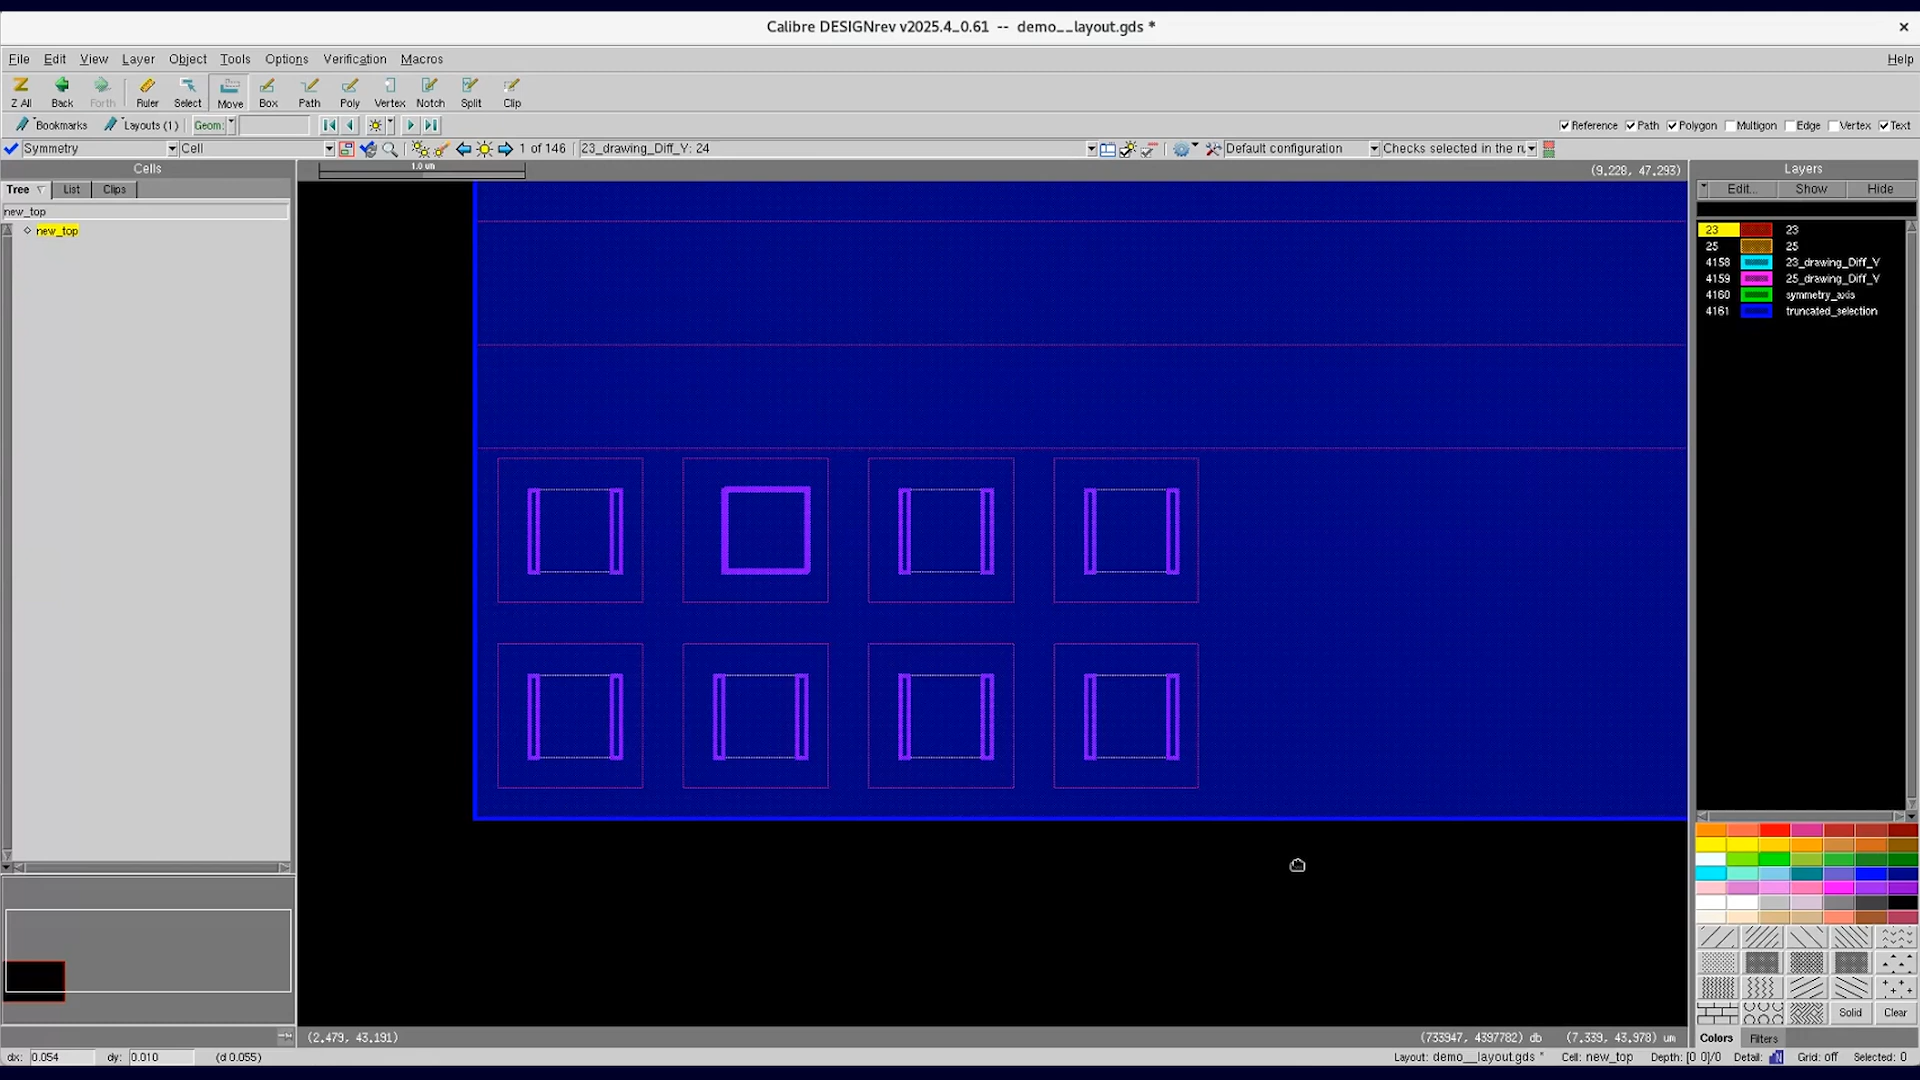 Calibre DESIGNrev v2025.4_0.61 -- demo__layout.gds *
File Edit View Layer Object Tools Options Verification Macros Help
Z All Back Forth Ruler Select Move Box Path Poly Vertex Notch Split Clip
Bookmarks Layouts (1) Geom: Reference Path Polygon Multigon Edge Vertex Text
Symmetry Cell 1 of 146 23_drawing_Diff_Y: 24 Default configuration Checks selected in the ru
Cells 1.0 um (9.228, 47.293) Layers
Tree List Clips Edit... Show Hide
new_top
new_top
23 23
25 25
4158 23_drawing_Diff_Y
4159 25_drawing_Diff_Y
4160 symmetry_axis
4161 truncated_selection
Solid Clear
(2.479, 43.191) (733947, 4397782) db (7.339, 43.978) um Colors Filters
dx: 0.054 dy: 0.010 (d 0.055) Layout: demo__layout.gds * Cell: new_top Depth: [0 0]/0 Detail: Grid: off Selected: 0